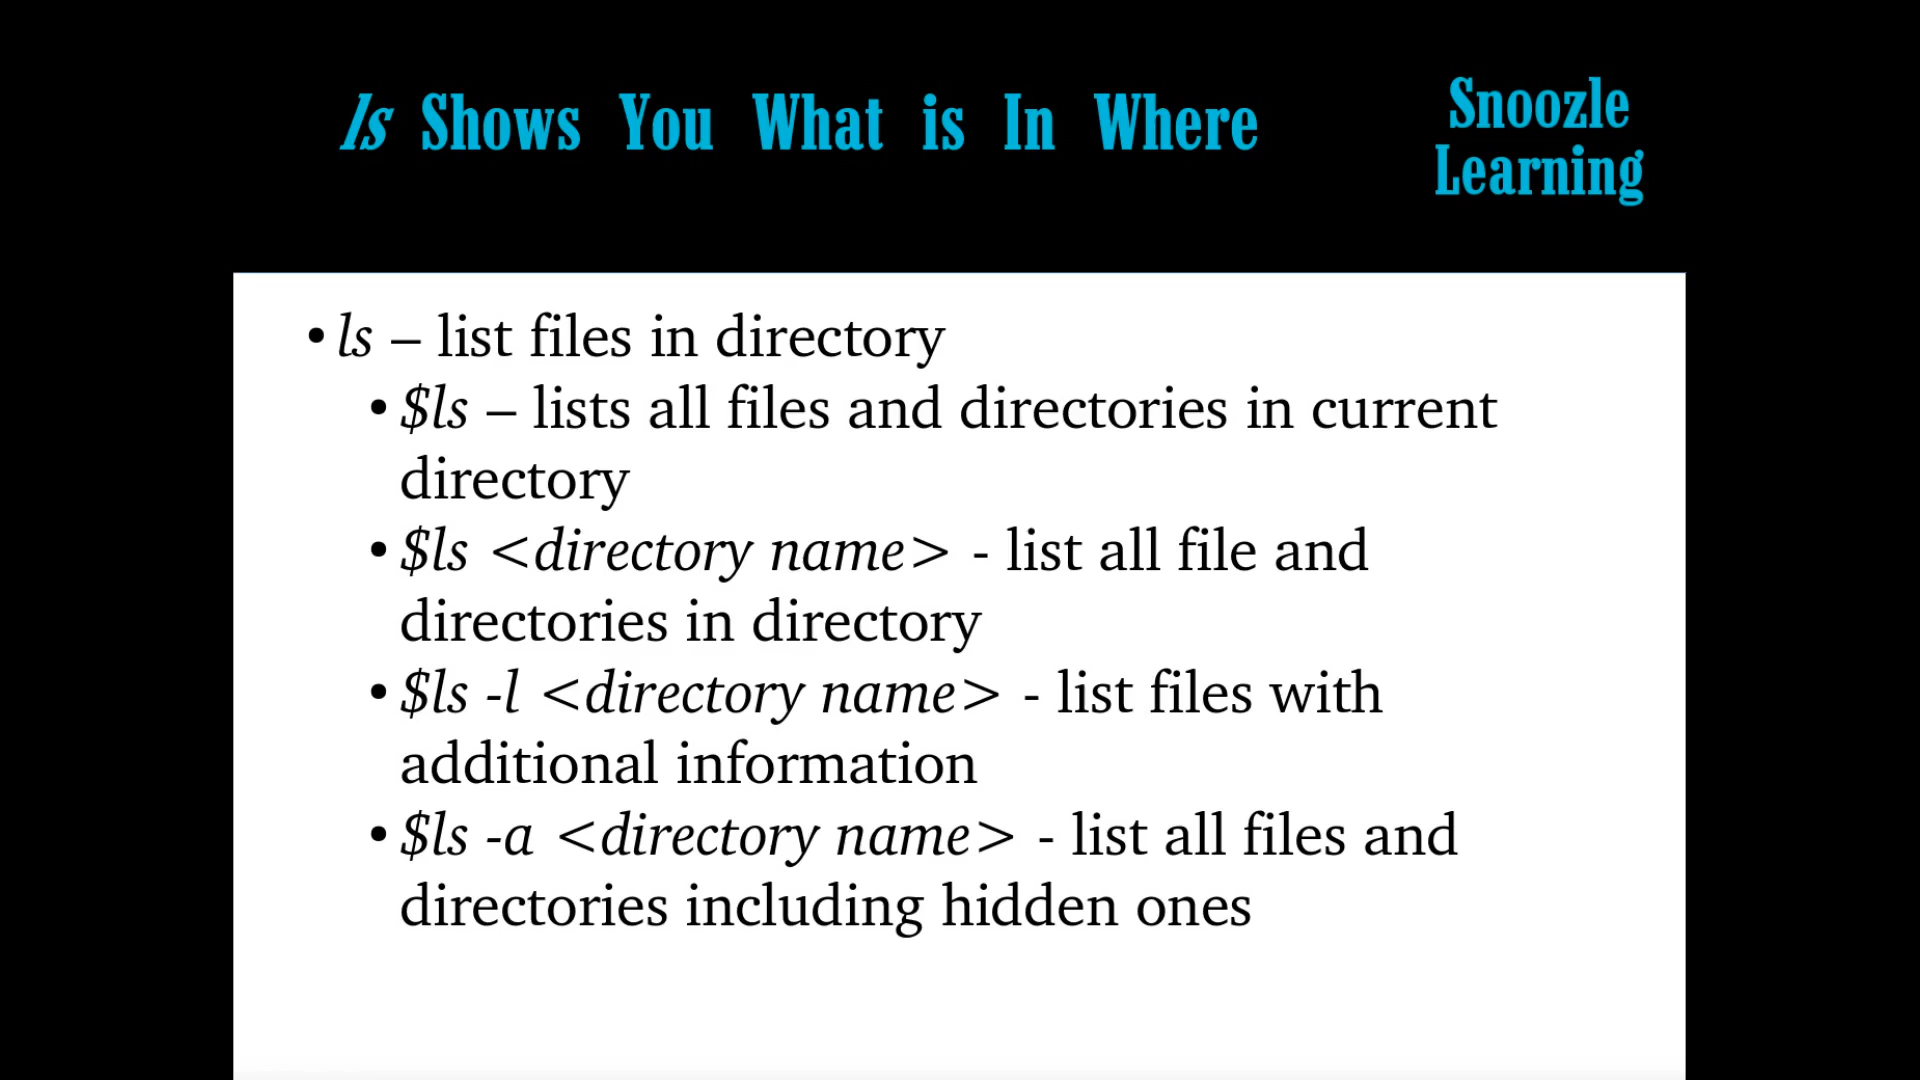 ls Shows You What is In Where
Snoozle
Learning
• ls – list files in directory
• $ls – lists all files and directories in current
directory
• $ls <directory name> - list all file and
directories in directory
• $ls -l <directory name> - list files with
additional information
• $ls -a <directory name> - list all files and
directories including hidden ones